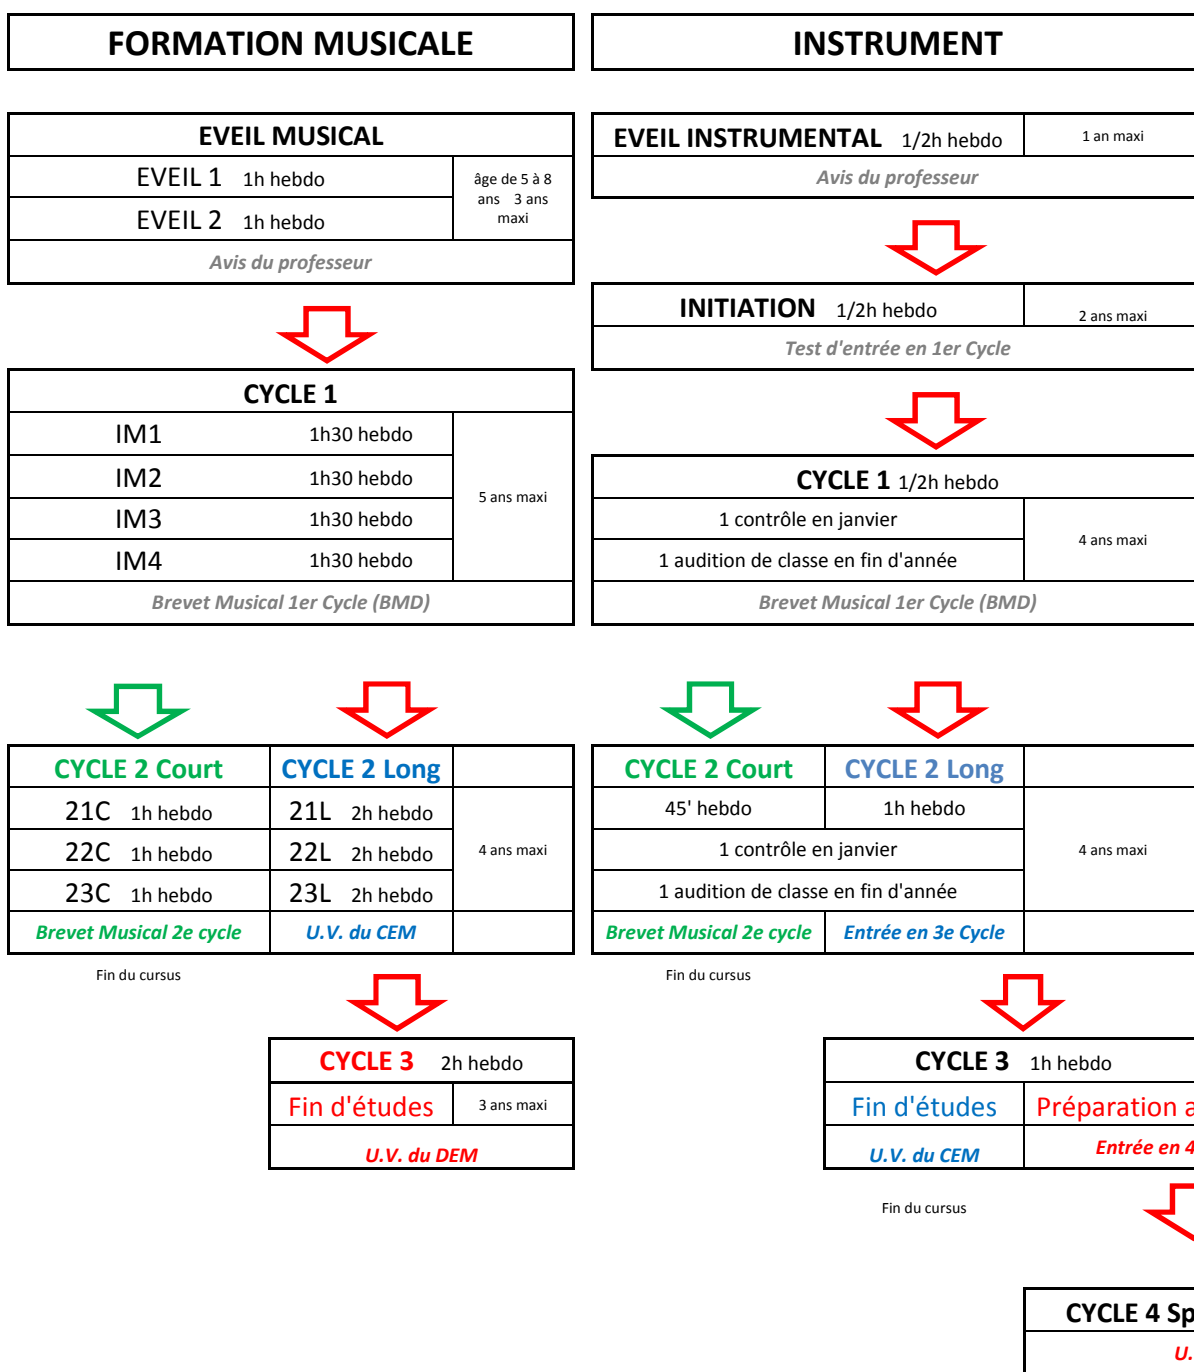 FORMATION MUSICALE
EVEIL MUSICAL
EVEIL 1 1h hebdo
EVEIL 2 1h hebdo
âge de 5 à 8
ans 3 ans
maxi
Avis du professeur
CYCLE 1
IM1 1h30 hebdo
IM2 1h30 hebdo
IM3 1h30 hebdo
IM4 1h30 hebdo
5 ans maxi
Brevet Musical 1er Cycle (BMD)
CYCLE 2 Court CYCLE 2 Long
21C 1h hebdo 21L 2h hebdo
22C 1h hebdo 22L 2h hebdo 4 ans maxi
23C 1h hebdo 23L 2h hebdo
Brevet Musical 2e cycle U.V. du CEM
Fin du cursus
CYCLE 3 2h hebdo
Fin d'études 3 ans maxi
U.V. du DEM
INSTRUMENT
EVEIL INSTRUMENTAL 1/2h hebdo 1 an maxi
Avis du professeur
INITIATION 1/2h hebdo 2 ans maxi
Test d'entrée en 1er Cycle
CYCLE 1 1/2h hebdo
1 contrôle en janvier
1 audition de classe en fin d'année
4 ans maxi
Brevet Musical 1er Cycle (BMD)
CYCLE 2 Court CYCLE 2 Long
45' hebdo 1h hebdo
1 contrôle en janvier 4 ans maxi
1 audition de classe en fin d'année
Brevet Musical 2e cycle Entrée en 3e Cycle
Fin du cursus
CYCLE 3 1h hebdo
Fin d'études Préparation a
U.V. du CEM Entrée en 4
Fin du cursus
CYCLE 4 Sp
U.